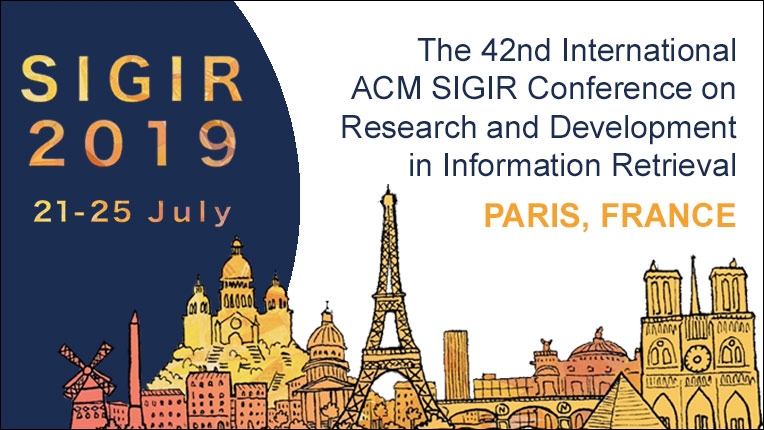 SIGIR
2019
21-25 July
The 42nd International
ACM SIGIR Conference on
Research and Development
in Information Retrieval
PARIS, FRANCE